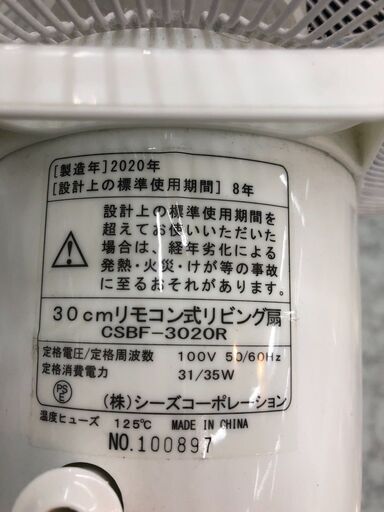 [製造年]2020年
[設計上の標準使用期間] 8年
設計上の標準使用期間を
超えてお使いいただいた
場合は、経年劣化による
発熱・火災・けが等の事故
に至るおそれがあります。
30cmリモコン式リビング扇
CSBF-3020R
定格電圧/定格周波数 100V 50/60Hz
定格消費電力 31/35W
PSE (株)シーズコーポレーション
温度ヒューズ 125℃ MADE IN CHINA
NO.100897